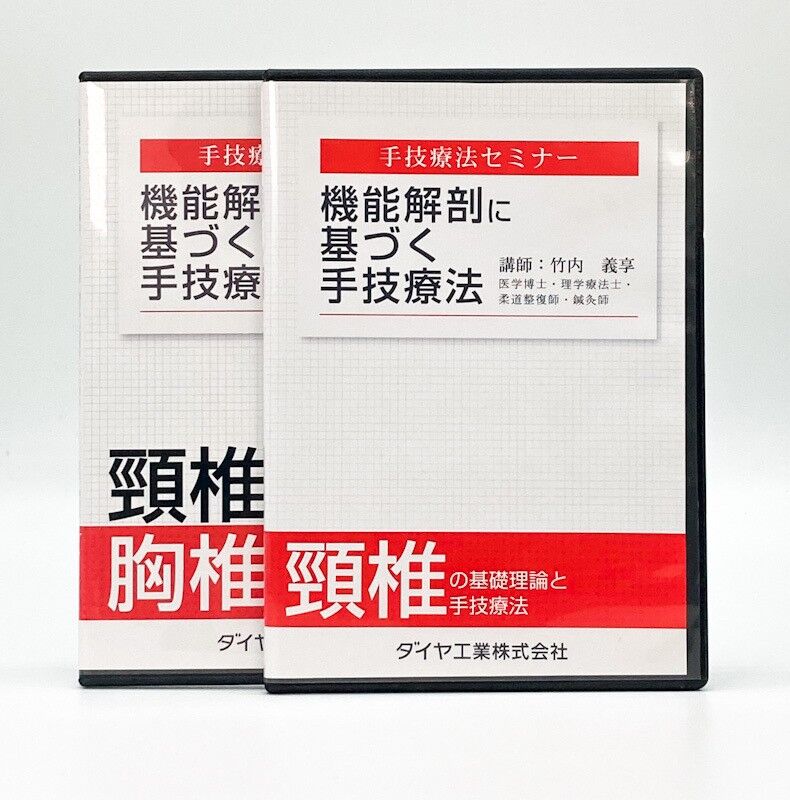 手技療
機能解
基づく
手技療
頸椎
胸椎
ダイヤ
手技療法セミナー
機能解剖に
基づく
手技療法
講師：竹内 義享
医学博士・理学療法士・
柔道整復師・鍼灸師
頸椎の基礎理論と
手技療法
ダイヤ工業株式会社